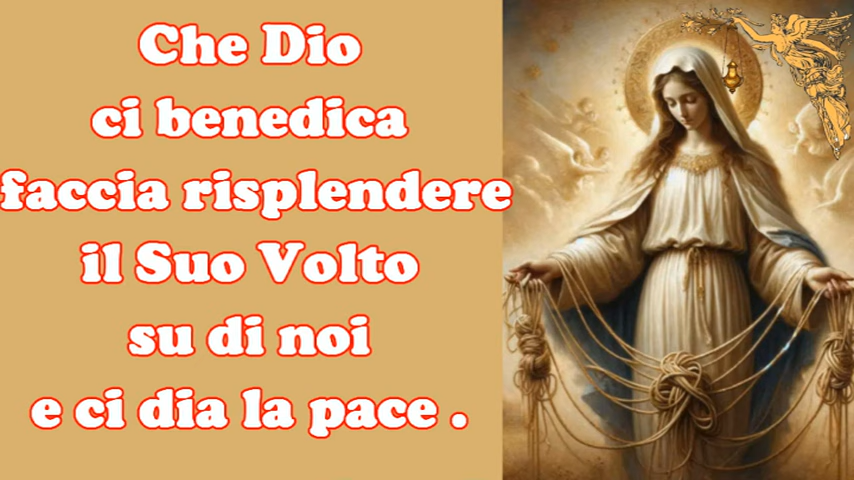 Che Dio
ci benedica
faccia risplendere
il Suo Volto
su di noi
e ci dia la pace .